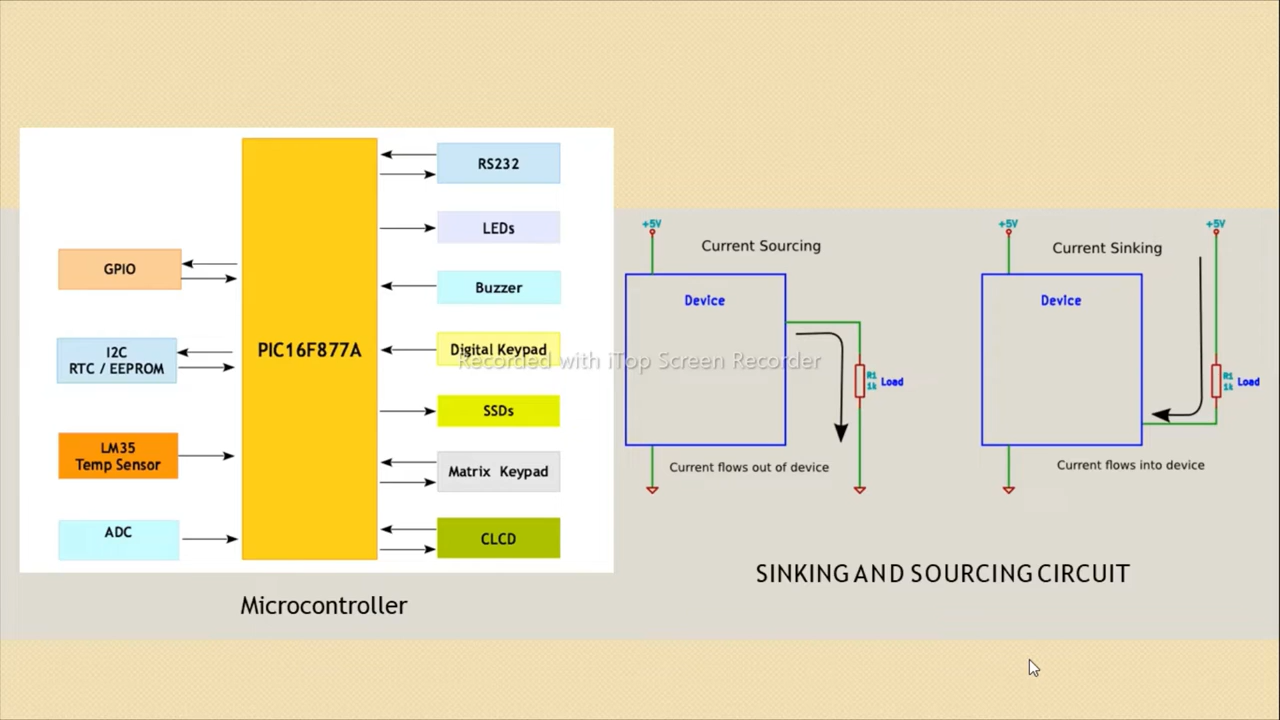 RS232
LEDs
GPIO
Buzzer
I2C
RTC / EEPROM
PIC16F877A
Digital Keypad
SSDs
LM35
Temp Sensor
Matrix Keypad
ADC
CLCD
Microcontroller
Recorded with iTop Screen Recorder
+5V
Current Sourcing
Device
R1
1k
Load
Current flows out of device
+5V
+5V
Current Sinking
Device
R1
1k
Load
Current flows into device
SINKING AND SOURCING CIRCUIT